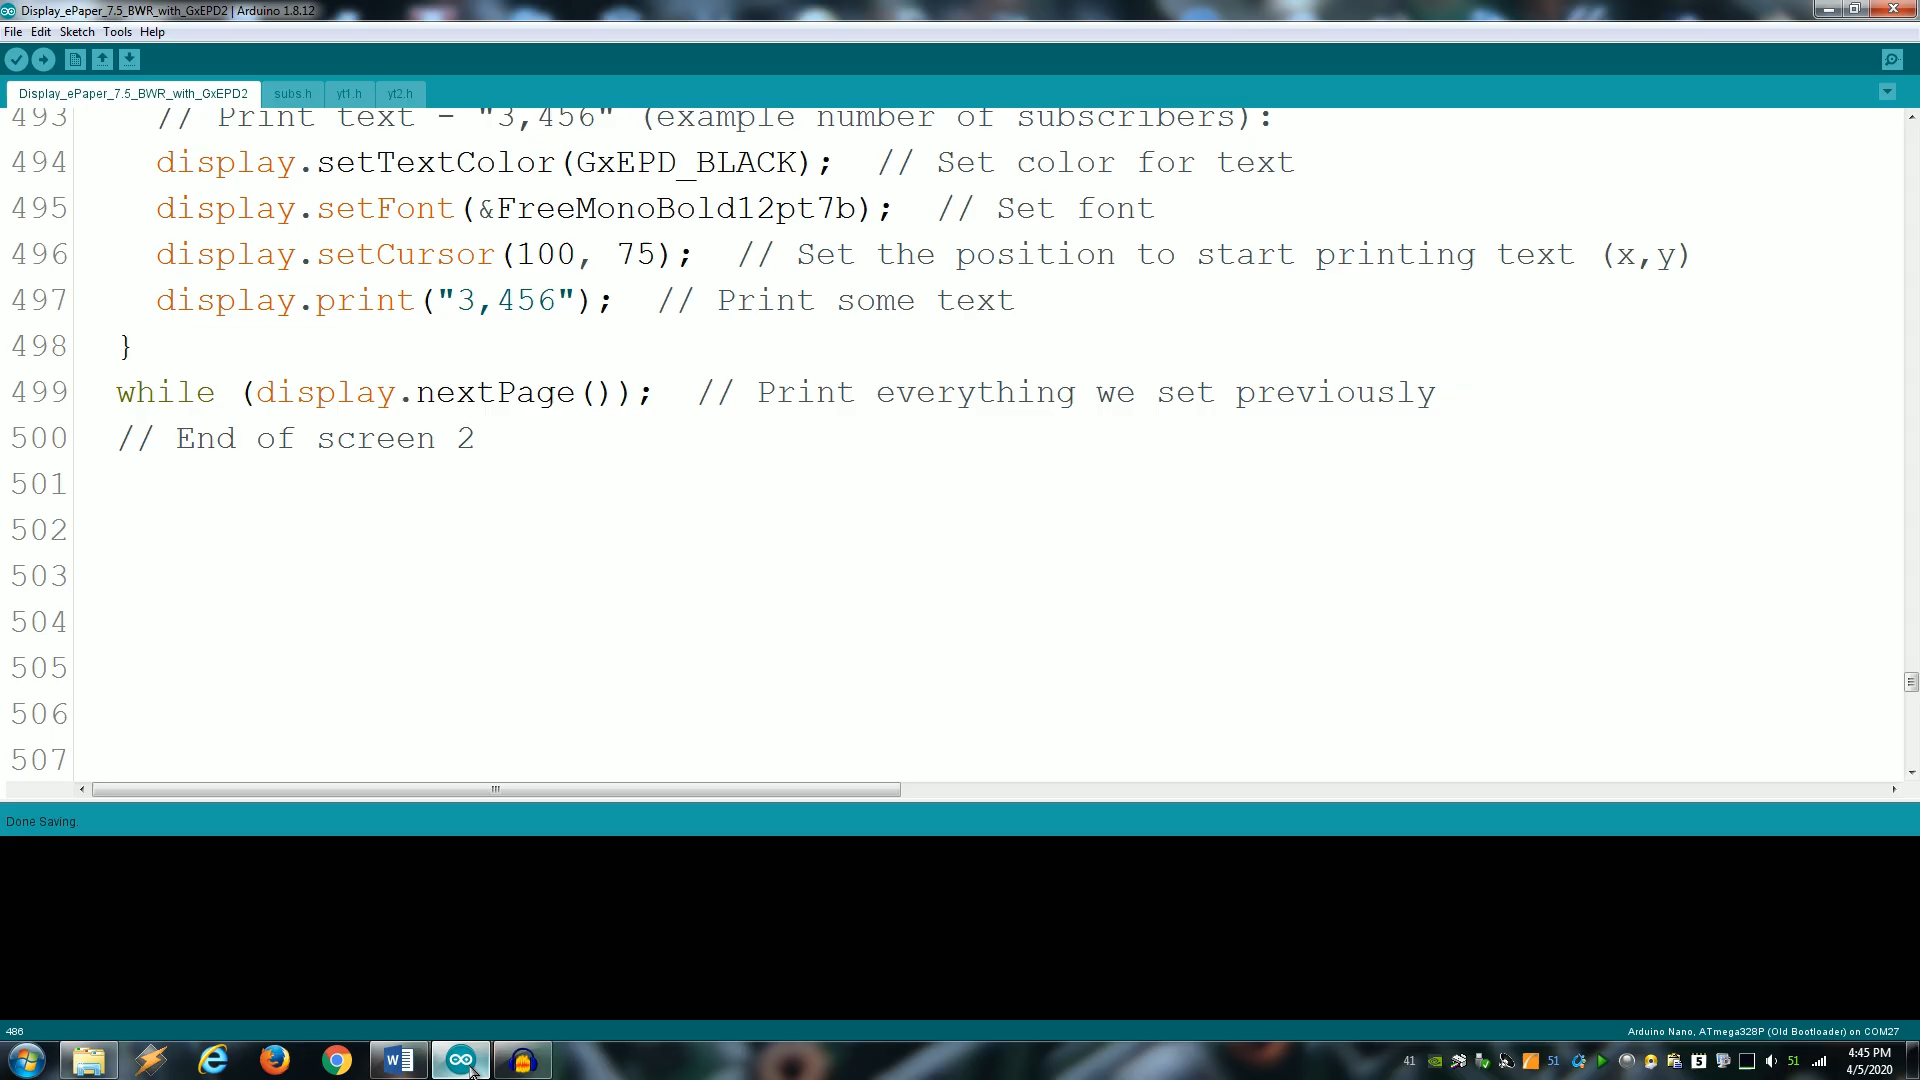 Display_ePaper_7.5_BWR_with_GxEPD2 | Arduino 1.8.12
File Edit Sketch Tools Help
Display_ePaper_7.5_BWR_with_GxEPD2 subs.h yt1.h yt2.h
493 // Print text - "3,456" (example number of subscribers):
494 display.setTextColor(GxEPD_BLACK); // Set color for text
495 display.setFont(&FreeMonoBold12pt7b); // Set font
496 display.setCursor(100, 75); // Set the position to start printing text (x,y)
497 display.print("3,456"); // Print some text
498 }
499 while (display.nextPage()); // Print everything we set previously
500 // End of screen 2
501
502
503
504
505
506
507
Done Saving.
486 Arduino Nano, ATmega328P (Old Bootloader) on COM27
41 51 5 51 4:45 PM
4/5/2020